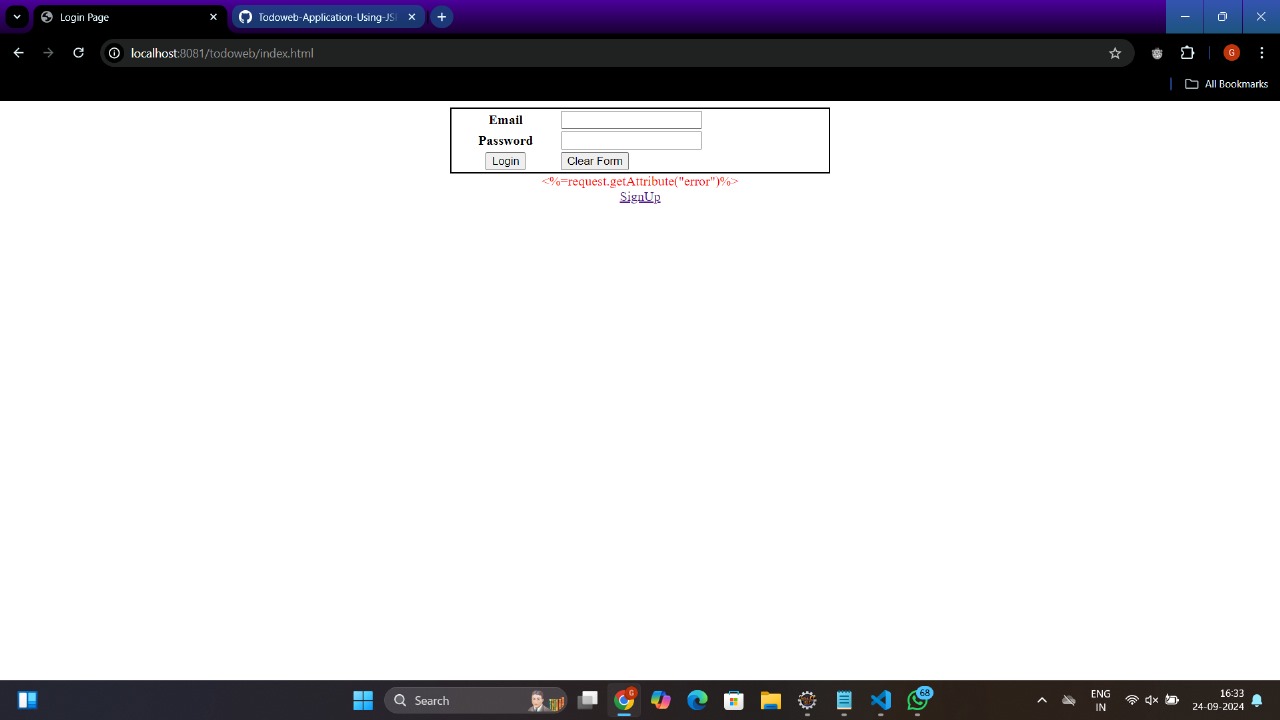 Login Page
Todoweb-Application-Using-JS
localhost:8081/todoweb/index.html
G
All Bookmarks
Email
Password
Login Clear Form
<%=request.getAttribute("error")%>
SignUp
Search
G
68
ENG
IN
16:33
24-09-2024